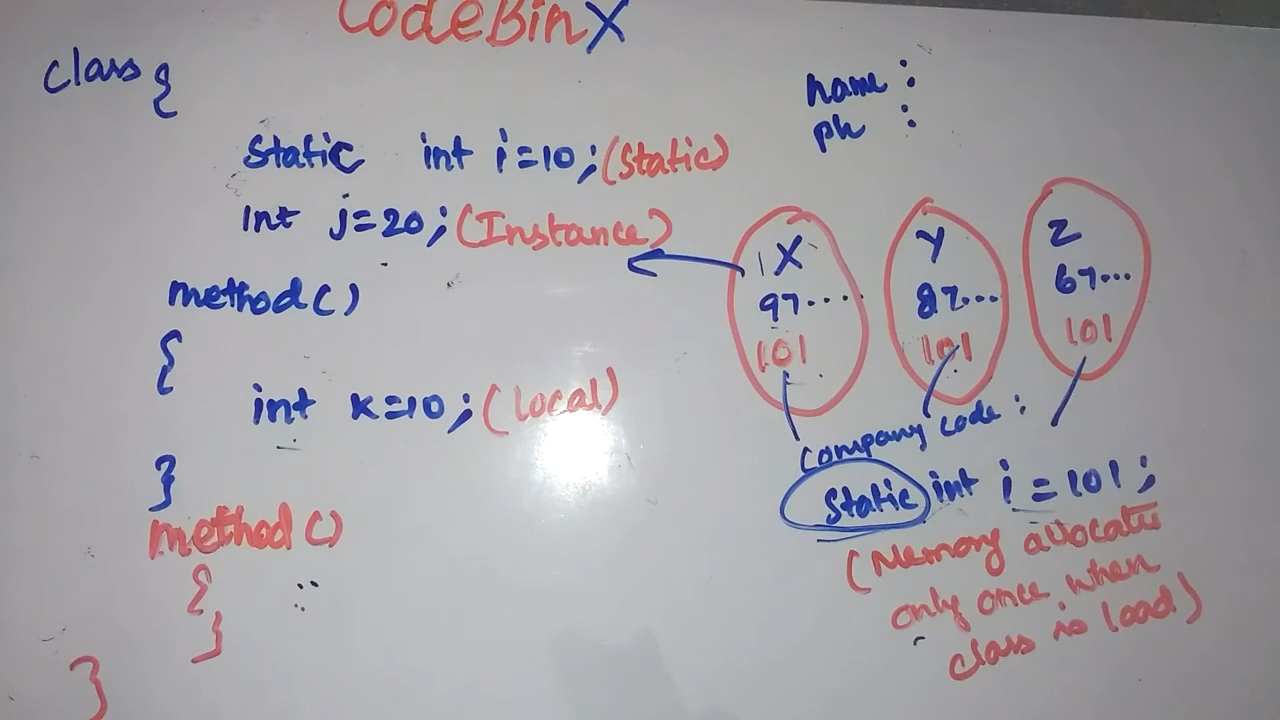 CodeBinX
class {
static int i=10; (static)
int j=20; (Instance)
method()
{
int k=10; (local)
}
method()
{
}
}
name :
ph :
X
97....
101
Y
87...
101
Z
67...
101
Company code :
static int i=101;
(Memory allocates
only once when
class is load)